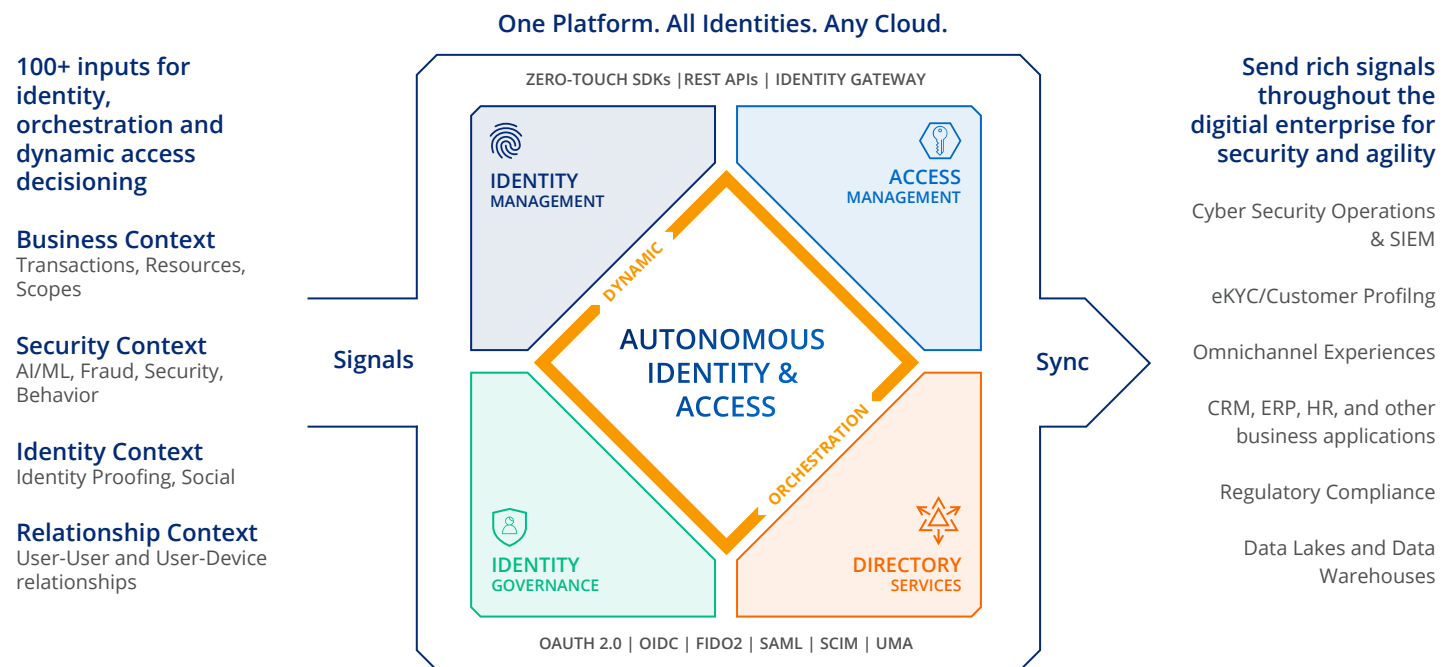 One Platform. All Identities. Any Cloud.
100+ inputs for
identity,
orchestration and
dynamic access
decisioning
Business Context
Transactions, Resources,
Scopes
Security Context
AI/ML, Fraud, Security,
Behavior
Identity Context
Identity Proofing, Social
Relationship Context
User-User and User-Device
relationships
Signals
ZERO-TOUCH SDKs |REST APIs | IDENTITY GATEWAY
IDENTITY
MANAGEMENT
ACCESS
MANAGEMENT
DYNAMIC
AUTONOMOUS
IDENTITY &
ACCESS
ORCHESTRATION
IDENTITY
GOVERNANCE
DIRECTORY
SERVICES
OAUTH 2.0 | OIDC | FIDO2 | SAML | SCIM | UMA
Sync
Send rich signals
throughout the
digitial enterprise for
security and agility
Cyber Security Operations
& SIEM
eKYC/Customer Profilng
Omnichannel Experiences
CRM, ERP, HR, and other
business applications
Regulatory Compliance
Data Lakes and Data
Warehouses